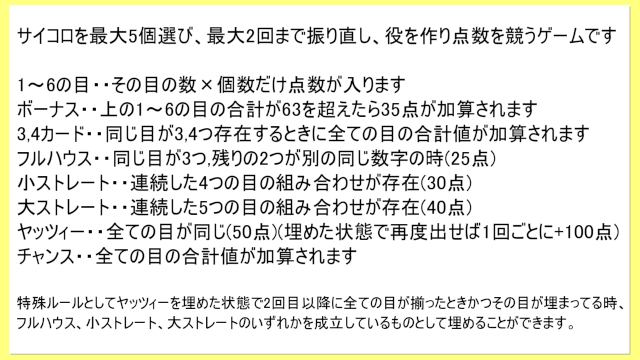 サイコロを最大5個選び、最大2回まで振り直し、役を作り点数を競うゲームです
1～6の目・・その目の数×個数だけ点数が入ります
ボーナス・・上の1～6の目の合計が63を超えたら35点が加算されます
3,4カード・・同じ目が3,4つ存在するときに全ての目の合計値が加算されます
フルハウス・・同じ目が3つ,残りの2つが別の同じ数字の時(25点)
小ストレート・・連続した4つの目の組み合わせが存在(30点)
大ストレート・・連続した5つの目の組み合わせが存在(40点)
ヤッツィー・・全ての目が同じ(50点)(埋めた状態で再度出せば1回ごとに+100点)
チャンス・・全ての目の合計値が加算されます
特殊ルールとしてヤッツィーを埋めた状態で2回目以降に全ての目が揃ったときかつその目が埋まってる時、
フルハウス、小ストレート、大ストレートのいずれかを成立しているものとして埋めることができます。